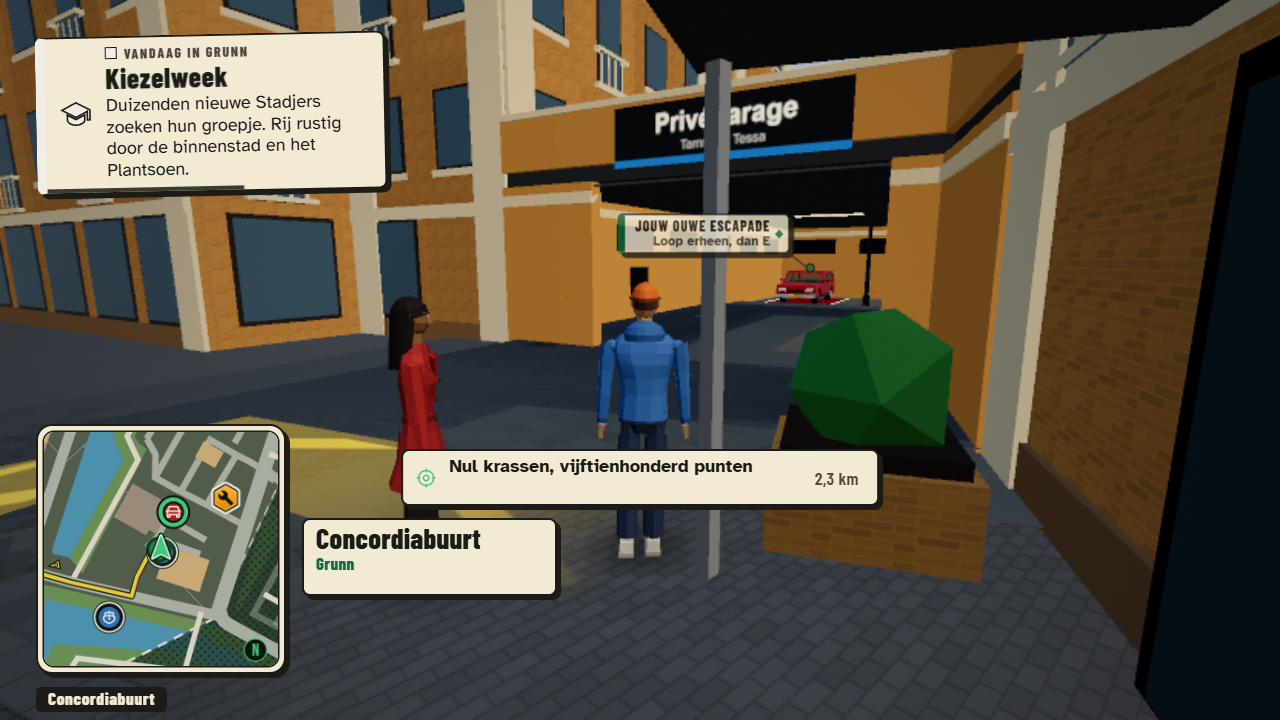 VANDAAG IN GRUNN
Kiezelweek
Duizenden nieuwe Stadjers
zoeken hun groepje. Rij rustig
door de binnenstad en het
Plantsoen.
Tessa
JOUW OUWE ESCAPADE
Loop erheen, dan E
Nul krassen, vijftienhonderd punten
2,3 km
Concordiabuurt
Grunn
N
Concordiabuurt